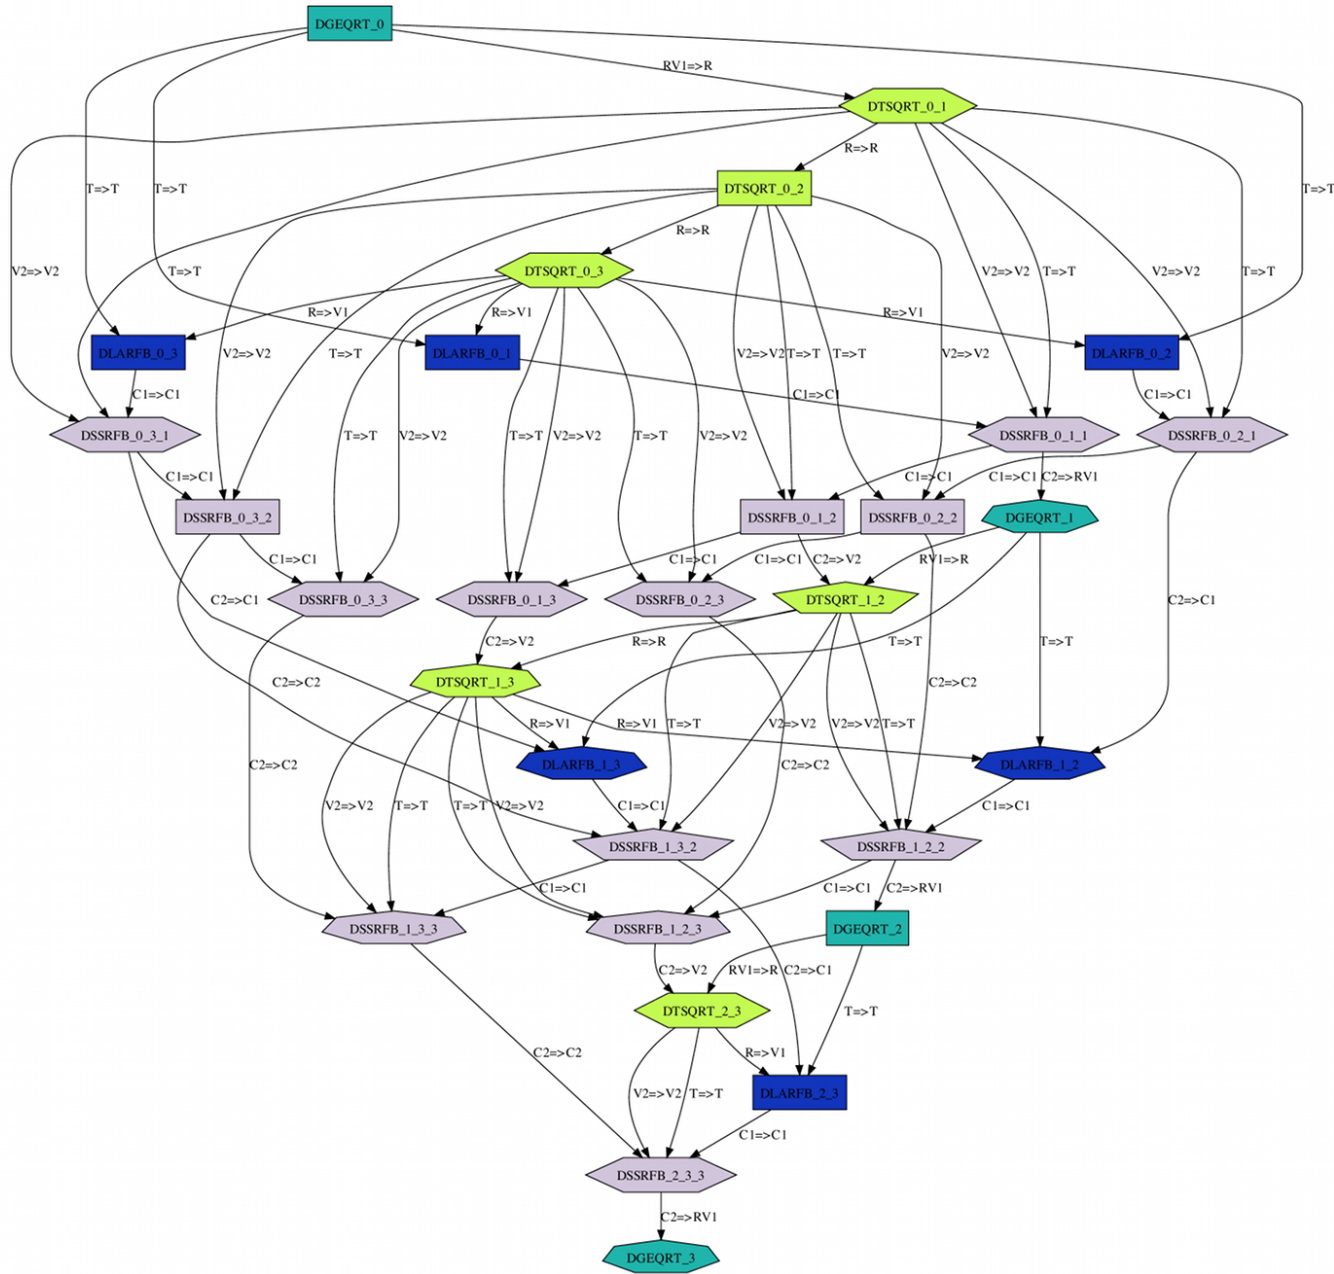 DGEQRT_0
RV1=>R
DTSQRT_0_1
R=>R
DTSQRT_0_2
T=>T
T=>T
T=>T
R=>R
V2=>V2
T=>T
DTSQRT_0_3
V2=>V2
T=>T
V2=>V2
T=>T
R=>V1
R=>V1
R=>V1
DLARFB_0_3
DLARFB_0_1
DLARFB_0_2
V2=>V2
T=>T
V2=>V2
T=>T
T=>T
V2=>V2
C1=>C1
C1=>C1
C1=>C1
DSSRFB_0_3_1
DSSRFB_0_1_1
DSSRFB_0_2_1
T=>T
V2=>V2
T=>T
V2=>V2
T=>T
V2=>V2
C1=>C1
C1=>C1
C1=>C1
C2=>RV1
DSSRFB_0_3_2
DSSRFB_0_1_2
DSSRFB_0_2_2
DGEQRT_1
C1=>C1
C1=>C1
C2=>V2
C1=>C1
RV1=>R
DSSRFB_0_3_3
DSSRFB_0_1_3
DSSRFB_0_2_3
DTSQRT_1_2
C2=>C1
C2=>C1
C2=>V2
R=>R
T=>T
T=>T
DTSQRT_1_3
C2=>C2
C2=>C2
R=>V1
R=>V1
T=>T
V2=>V2
V2=>V2
T=>T
C2=>C2
DLARFB_1_3
DLARFB_1_2
C2=>C2
V2=>V2
T=>T
T=>T
V2=>V2
C1=>C1
C1=>C1
DSSRFB_1_3_2
DSSRFB_1_2_2
C1=>C1
C1=>C1
C2=>RV1
DSSRFB_1_3_3
DSSRFB_1_2_3
DGEQRT_2
C2=>V2
RV1=>R
C2=>C1
DTSQRT_2_3
T=>T
C2=>C2
R=>V1
V2=>V2
T=>T
DLARFB_2_3
C1=>C1
DSSRFB_2_3_3
C2=>RV1
DGEQRT_3